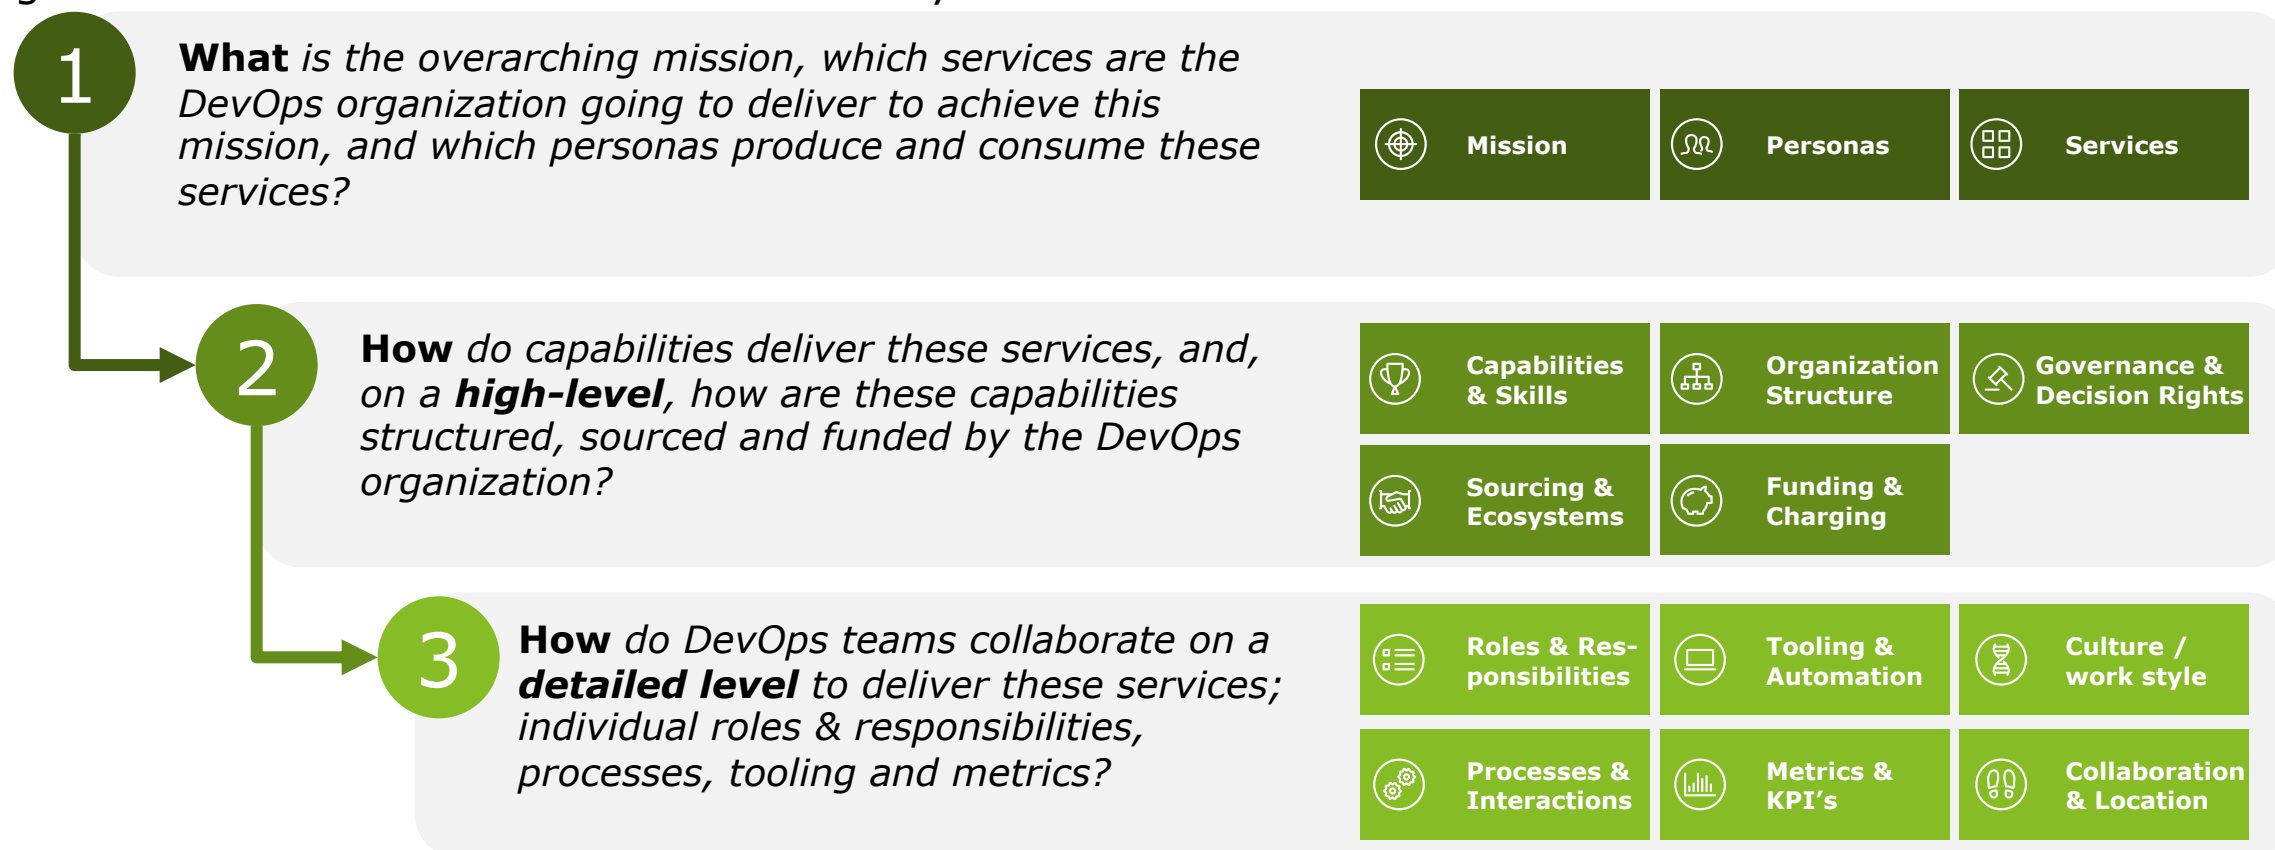 1
What is the overarching mission, which services are the
DevOps organization going to deliver to achieve this
mission, and which personas produce and consume these
services?
Mission
Personas
Services
2
How do capabilities deliver these services, and,
on a high-level, how are these capabilities
structured, sourced and funded by the DevOps
organization?
Capabilities
& Skills
Organization
Structure
Governance &
Decision Rights
Sourcing &
Ecosystems
Funding &
Charging
3
How do DevOps teams collaborate on a
detailed level to deliver these services;
individual roles & responsibilities,
processes, tooling and metrics?
Roles & Res-
ponsibilities
Tooling &
Automation
Culture /
work style
Processes &
Interactions
Metrics &
KPI’s
Collaboration
& Location